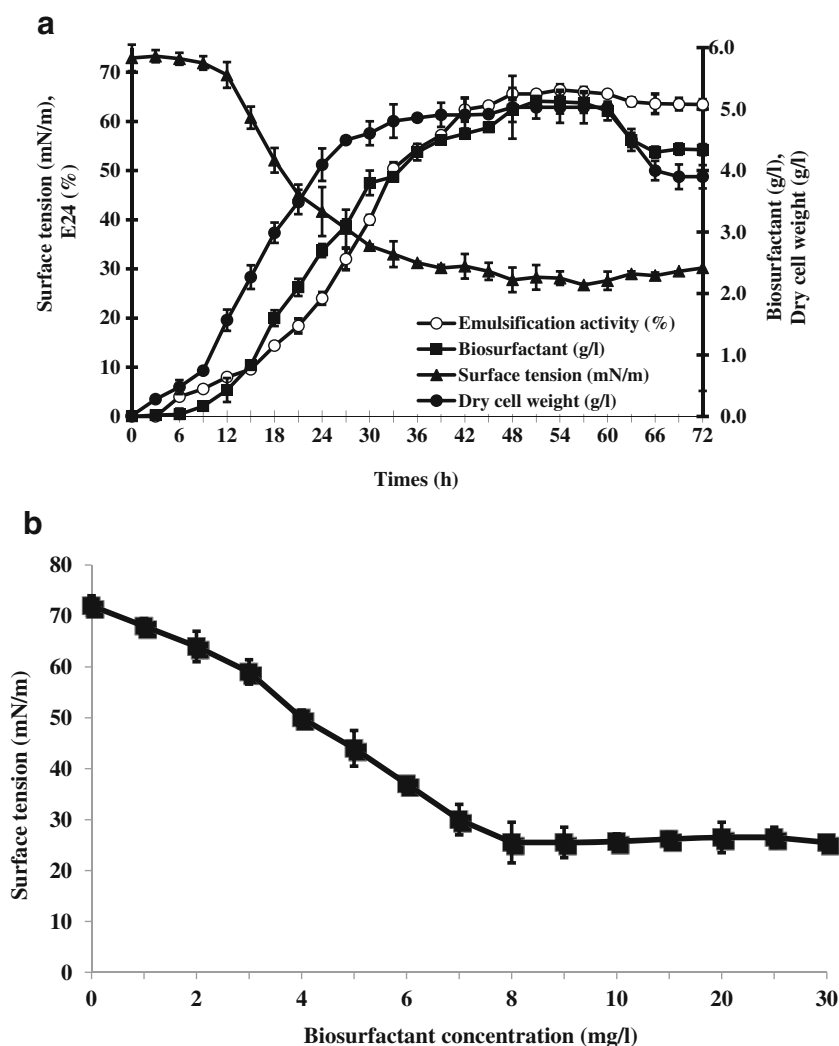 a
Surface tension (mN/m),
E24 (%)
70
60
50
40
30
20
10
0
6.0
5.0
4.0
3.0
2.0
1.0
0.0
Biosurfactant (g/l),
Dry cell weight (g/l)
Emulsification activity (%)
Biosurfactant (g/l)
Surface tension (mN/m)
Dry cell weight (g/l)
0 6 12 18 24 30 36 42 48 54 60 66 72
Times (h)
b
Surface tension (mN/m)
80
70
60
50
40
30
20
10
0
0 2 4 6 8 10 20 30
Biosurfactant concentration (mg/l)